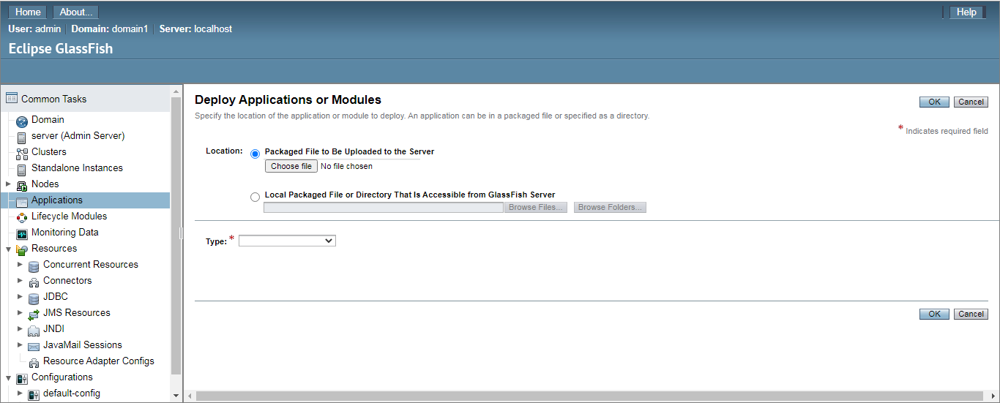 Home About... Help
User: admin Domain: domain1 Server: localhost
Eclipse GlassFish
Common Tasks
Domain
server (Admin Server)
Clusters
Standalone Instances
Nodes
Applications
Lifecycle Modules
Monitoring Data
Resources
Concurrent Resources
Connectors
JDBC
JMS Resources
JNDI
JavaMail Sessions
Resource Adapter Configs
Configurations
default-config
Deploy Applications or Modules
OK Cancel
Specify the location of the application or module to deploy. An application can be in a packaged file or specified as a directory.
* Indicates required field
Location: Packaged File to Be Uploaded to the Server
Choose file No file chosen
Local Packaged File or Directory That Is Accessible from GlassFish Server
Browse Files... Browse Folders...
Type: *
OK Cancel